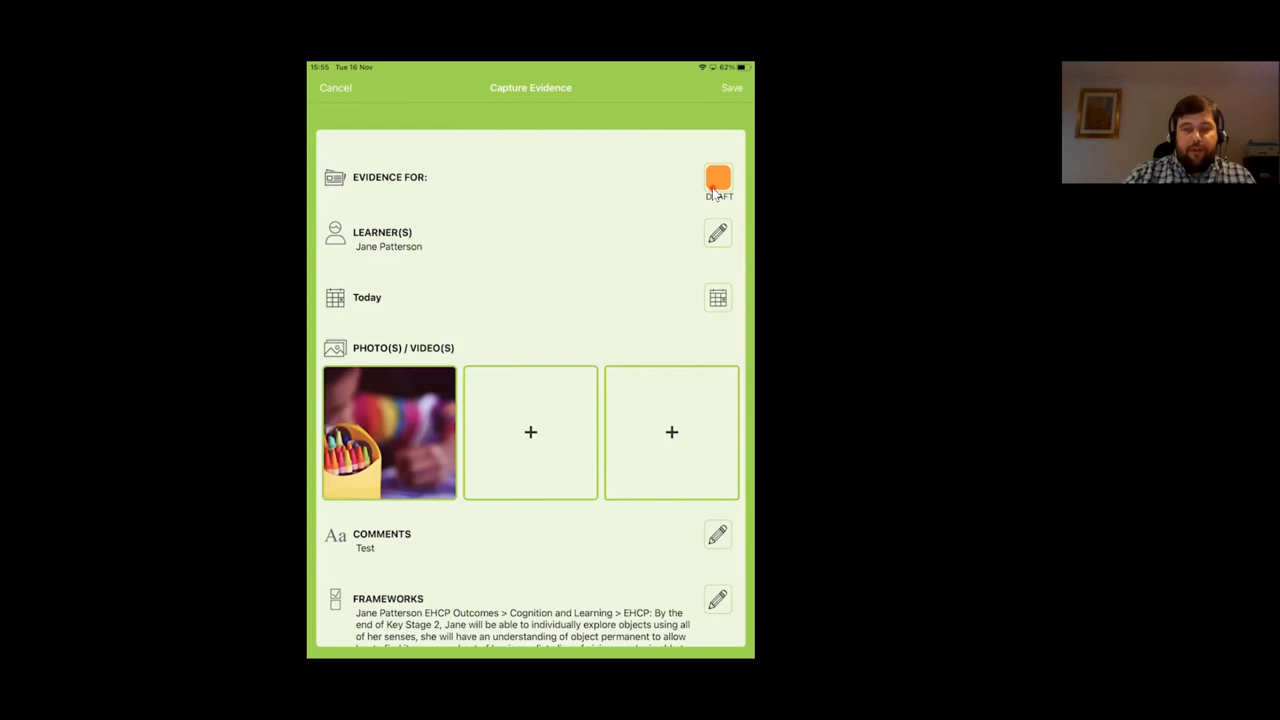 15:55 Tue 16 Nov 62%
Cancel Capture Evidence Save
EVIDENCE FOR:
DRAFT
LEARNER(S)
Jane Patterson
Today
PHOTO(S) / VIDEO(S)
+ +
Aa COMMENTS
Test
FRAMEWORKS
Jane Patterson EHCP Outcomes > Cognition and Learning > EHCP: By the
end of Key Stage 2, Jane will be able to individually explore objects using all
of her senses, she will have an understanding of object permanent to allow